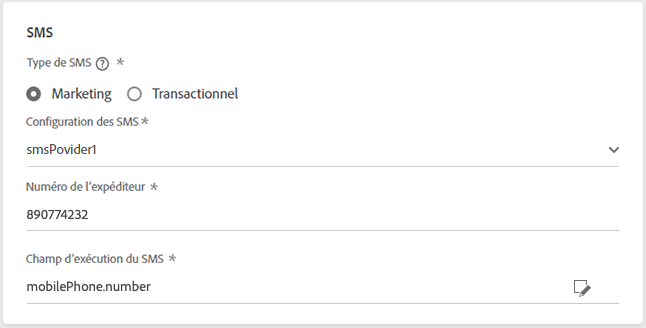 SMS
Type de SMS ? *
Marketing Transactionnel
Configuration des SMS *
smsPovider1
Numéro de l'expéditeur *
890774232
Champ d'exécution du SMS *
mobilePhone.number